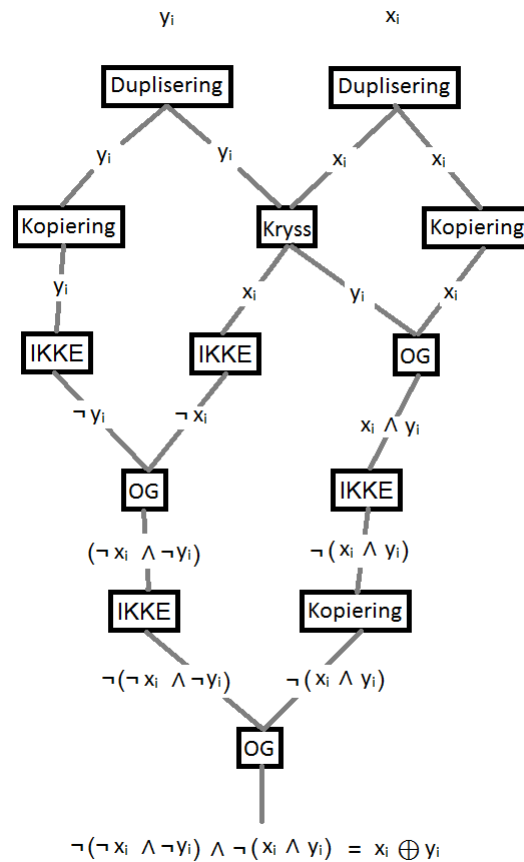 yᵢ xᵢ
Duplisering Duplisering
yᵢ yᵢ xᵢ xᵢ
Kopiering Kryss Kopiering
yᵢ xᵢ yᵢ xᵢ
IKKE IKKE OG
¬ yᵢ ¬ xᵢ
xᵢ ∧ yᵢ
OG IKKE
(¬ xᵢ ∧ ¬ yᵢ) ¬ (xᵢ ∧ yᵢ)
IKKE Kopiering
¬ (¬ xᵢ ∧ ¬ yᵢ) ¬ (xᵢ ∧ yᵢ)
OG
¬ (¬ xᵢ ∧ ¬ yᵢ) ∧ ¬ (xᵢ ∧ yᵢ) = xᵢ ⊕ yᵢ